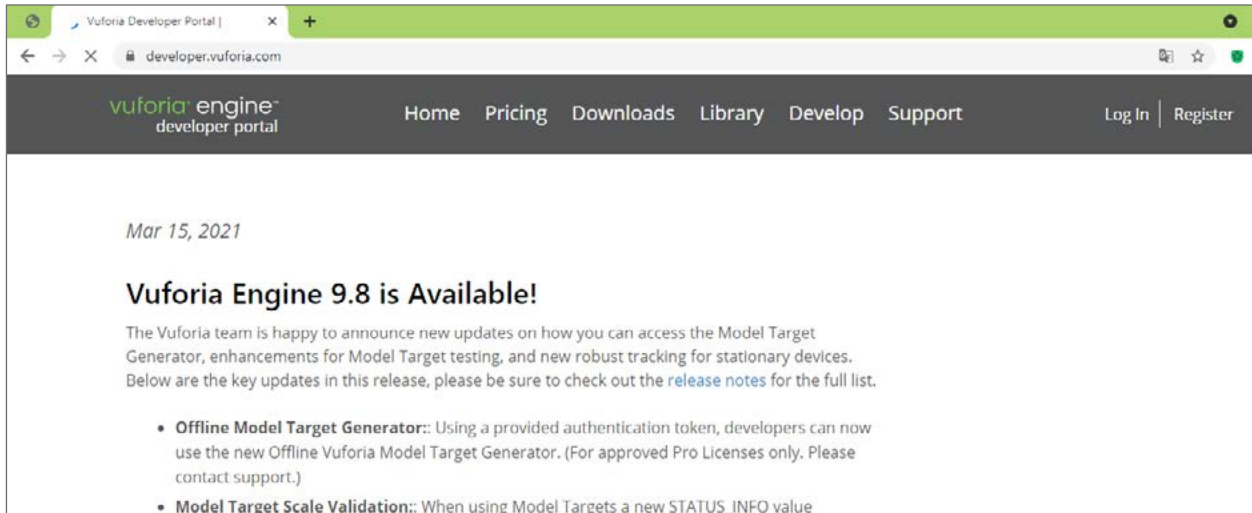 Vuforia Developer Portal |
developer.vuforia.com
vuforia engine
developer portal
Home Pricing Downloads Library Develop Support
Log In | Register
Mar 15, 2021
Vuforia Engine 9.8 is Available!
The Vuforia team is happy to announce new updates on how you can access the Model Target
Generator, enhancements for Model Target testing, and new robust tracking for stationary devices.
Below are the key updates in this release, please be sure to check out the release notes for the full list.
• Offline Model Target Generator:: Using a provided authentication token, developers can now
use the new Offline Vuforia Model Target Generator. (For approved Pro Licenses only. Please
contact support.)
• Model Target Scale Validation:: When using Model Targets a new STATUS_INFO value